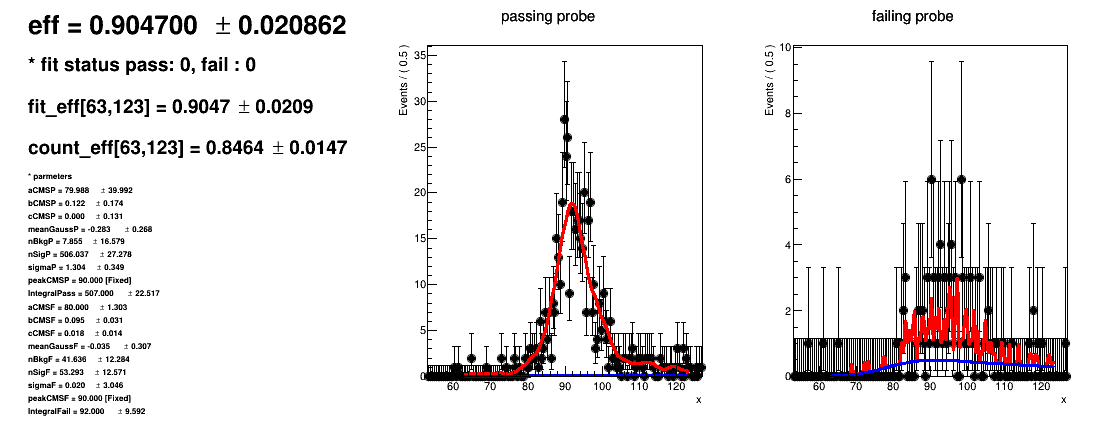 eff = 0.904700 ± 0.020862
* fit status pass: 0, fail : 0
fit_eff[63,123] = 0.9047 ± 0.0209
count_eff[63,123] = 0.8464 ± 0.0147
* parmeters
aCMSP = 79.988 ± 39.992
bCMSP = 0.122 ± 0.174
cCMSP = 0.000 ± 0.131
meanGaussP = -0.283 ± 0.268
nBkgP = 7.855 ± 16.579
nSigP = 506.037 ± 27.278
sigmaP = 1.304 ± 0.349
peakCMSP = 90.000 [Fixed]
IntegralPass = 507.000 ± 22.517
aCMSF = 80.000 ± 1.303
bCMSF = 0.095 ± 0.031
cCMSF = 0.018 ± 0.014
meanGaussF = -0.035 ± 0.307
nBkgF = 41.636 ± 12.284
nSigF = 53.293 ± 12.571
sigmaF = 0.020 ± 3.046
peakCMSF = 90.000 [Fixed]
IntegralFail = 92.000 ± 9.592
passing probe
Events / ( 0.5 )
35
30
25
20
15
10
5
0
60 70 80 90 100 110 120
x
failing probe
Events / ( 0.5 )
10
8
6
4
2
0
60 70 80 90 100 110 120
x